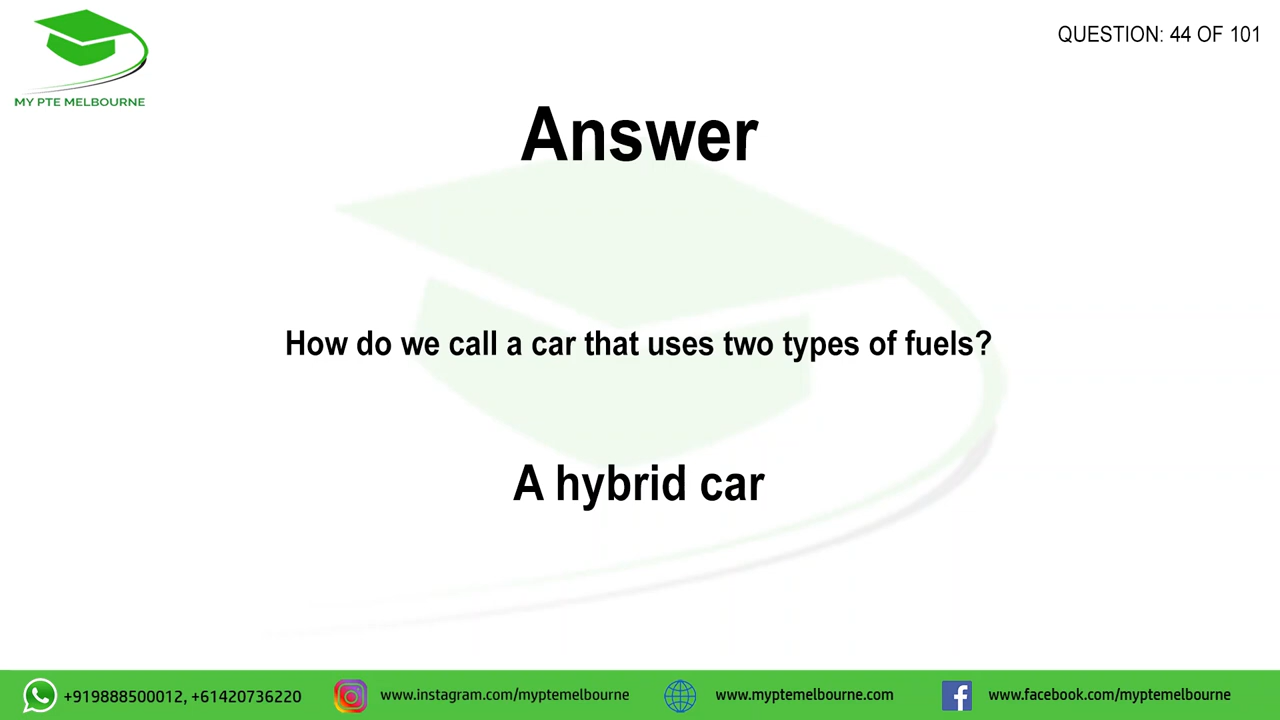 MY PTE MELBOURNE
QUESTION: 44 OF 101
Answer
How do we call a car that uses two types of fuels?
A hybrid car
+919888500012, +61420736220
www.instagram.com/myptemelbourne
www.myptemelbourne.com
www.facebook.com/myptemelbourne